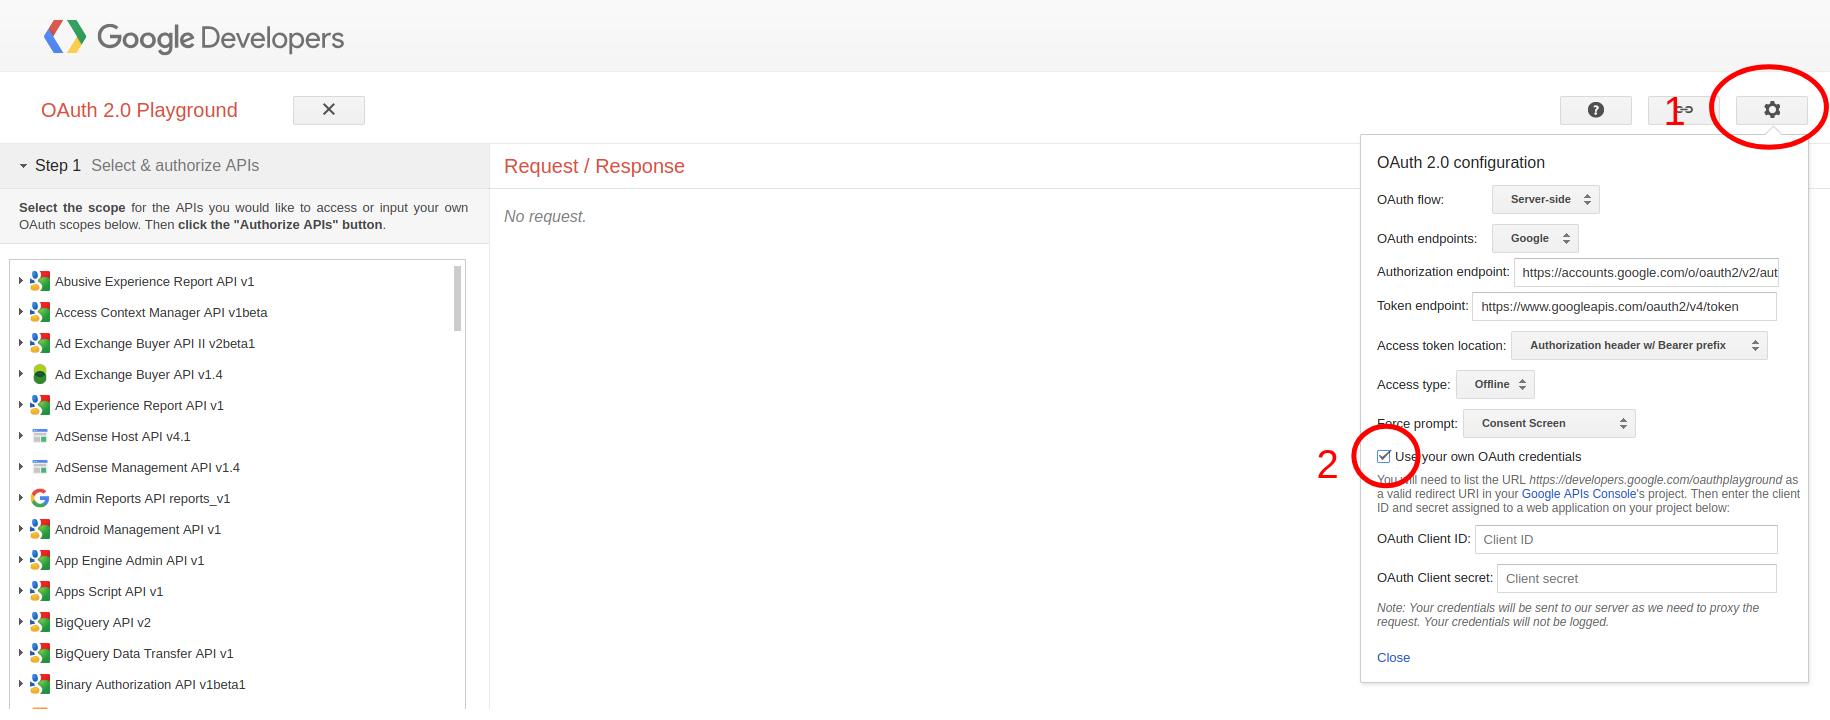 Google Developers
OAuth 2.0 Playground
1
Step 1 Select & authorize APIs
Select the scope for the APIs you would like to access or input your own
OAuth scopes below. Then click the "Authorize APIs" button.
Abusive Experience Report API v1
Access Context Manager API v1beta
Ad Exchange Buyer API II v2beta1
Ad Exchange Buyer API v1.4
Ad Experience Report API v1
AdSense Host API v4.1
AdSense Management API v1.4
Admin Reports API reports_v1
Android Management API v1
App Engine Admin API v1
Apps Script API v1
BigQuery API v2
BigQuery Data Transfer API v1
Binary Authorization API v1beta1
Request / Response
No request.
OAuth 2.0 configuration
OAuth flow: Server-side
OAuth endpoints: Google
Authorization endpoint: https://accounts.google.com/o/oauth2/v2/aut
Token endpoint: https://www.googleapis.com/oauth2/v4/token
Access token location: Authorization header w/ Bearer prefix
Access type: Offline
Force prompt: Consent Screen
2
Use your own OAuth credentials
You will need to list the URL https://developers.google.com/oauthplayground as
a valid redirect URI in your Google APIs Console's project. Then enter the client
ID and secret assigned to a web application on your project below:
OAuth Client ID: Client ID
OAuth Client secret: Client secret
Note: Your credentials will be sent to our server as we need to proxy the
request. Your credentials will not be logged.
Close